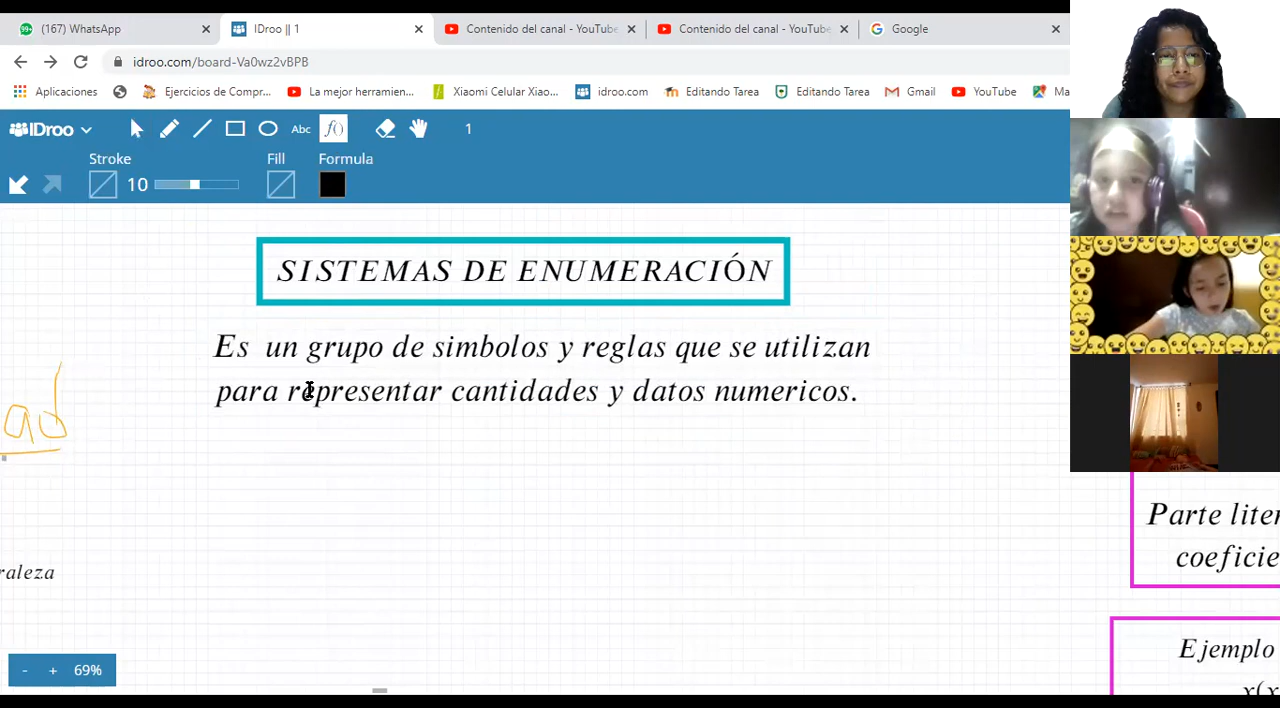 (167) WhatsApp
IDroo || 1
Contenido del canal - YouTube
Contenido del canal - YouTube
Google
idroo.com/board-Va0wz2vBPB
Aplicaciones
Ejercicios de Compr...
La mejor herramien...
Xiaomi Celular Xiao...
idroo.com
Editando Tarea
Editando Tarea
Gmail
YouTube
Ma
IDroo
Abc
f()
1
Stroke
Fill
Formula
10
SISTEMAS DE ENUMERACIÓN
Es un grupo de simbolos y reglas que se utilizan
para representar cantidades y datos numericos.
ad
raleza
Parte liter
coeficie
Ejemplo
x(x
- + 69%